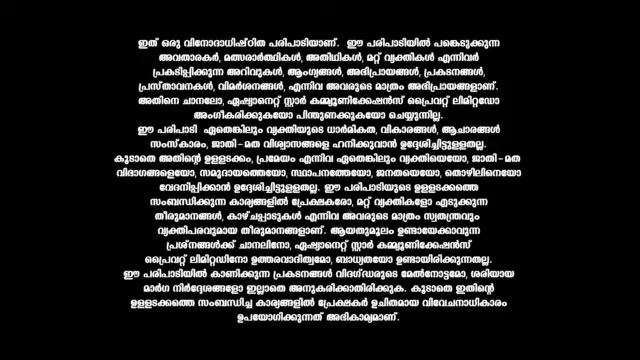 ഇത് ഒരു വിനോദാധിഷ്ഠിത പരിപാടിയാണ്. ഈ പരിപാടിയിൽ പങ്കെടുക്കുന്ന
അവതാരകർ, മത്സരാർത്ഥികൾ, അതിഥികൾ, മറ്റ് വ്യക്തികൾ എന്നിവർ
പ്രകടിപ്പിക്കുന്ന അറിവുകൾ, ആംഗ്യങ്ങൾ, അഭിപ്രായങ്ങൾ, പ്രകടനങ്ങൾ,
പ്രസ്താവനകൾ, വിമർശനങ്ങൾ, എന്നിവ അവരുടെ മാത്രം അഭിപ്രായങ്ങളാണ്.
അതിനെ ചാനലോ, ഏഷ്യാനെറ്റ് സ്റ്റാർ കമ്മ്യൂണിക്കേഷൻസ് പ്രൈവറ്റ് ലിമിറ്റഡോ
അംഗീകരിക്കുകയോ പിന്തുണക്കുകയോ ചെയ്യുന്നില്ല.
ഈ പരിപാടി ഏതെങ്കിലും വ്യക്തിയുടെ ധാർമികത, വികാരങ്ങൾ, ആചാരങ്ങൾ
സംസ്കാരം, ജാതി-മത വിശ്വാസങ്ങളെ ഹനിക്കുവാൻ ഉദ്ദേശിച്ചിട്ടുള്ളതല്ല.
കൂടാതെ അതിന്റെ ഉള്ളടക്കം, പ്രമേയം എന്നിവ ഏതെങ്കിലും വ്യക്തിയെയോ, ജാതി-മത
വിഭാഗങ്ങളെയോ, സമുദായത്തെയോ, സ്ഥാപനത്തേയോ, ജനതയെയോ, തൊഴിലിനെയോ
വേദനിപ്പിക്കാൻ ഉദ്ദേശിച്ചിട്ടുള്ളതല്ല. ഈ പരിപാടിയുടെ ഉള്ളടക്കത്തെ
സംബന്ധിക്കുന്ന കാര്യങ്ങളിൽ പ്രേക്ഷകരോ, മറ്റ് വ്യക്തികളോ എടുക്കുന്ന
തീരുമാനങ്ങൾ, കാഴ്ചപ്പാടുകൾ എന്നിവ അവരുടെ മാത്രം സ്വതന്ത്രവും
വ്യക്തിപരവുമായ തീരുമാനങ്ങളാണ്. ആയതുമൂലം ഉണ്ടായേക്കാവുന്ന
പ്രശ്നങ്ങൾക്ക് ചാനലിനോ, ഏഷ്യാനെറ്റ് സ്റ്റാർ കമ്മ്യൂണിക്കേഷൻസ്
പ്രൈവറ്റ് ലിമിറ്റഡിനോ ഉത്തരവാദിത്വമോ, ബാധ്യതയോ ഉണ്ടായിരിക്കുന്നതല്ല.
ഈ പരിപാടിയിൽ കാണിക്കുന്ന പ്രകടനങ്ങൾ വിദഗ്ദ്ധരുടെ മേൽനോട്ടമോ, ശരിയായ
മാർഗ നിർദ്ദേശങ്ങളോ ഇല്ലാതെ അനുകരിക്കാതിരിക്കുക. കൂടാതെ ഇതിന്റെ
ഉള്ളടക്കത്തെ സംബന്ധിച്ച കാര്യങ്ങളിൽ പ്രേക്ഷകർ ഉചിതമായ വിവേചനാധികാരം
ഉപയോഗിക്കുന്നത് അഭികാമ്യമാണ്.